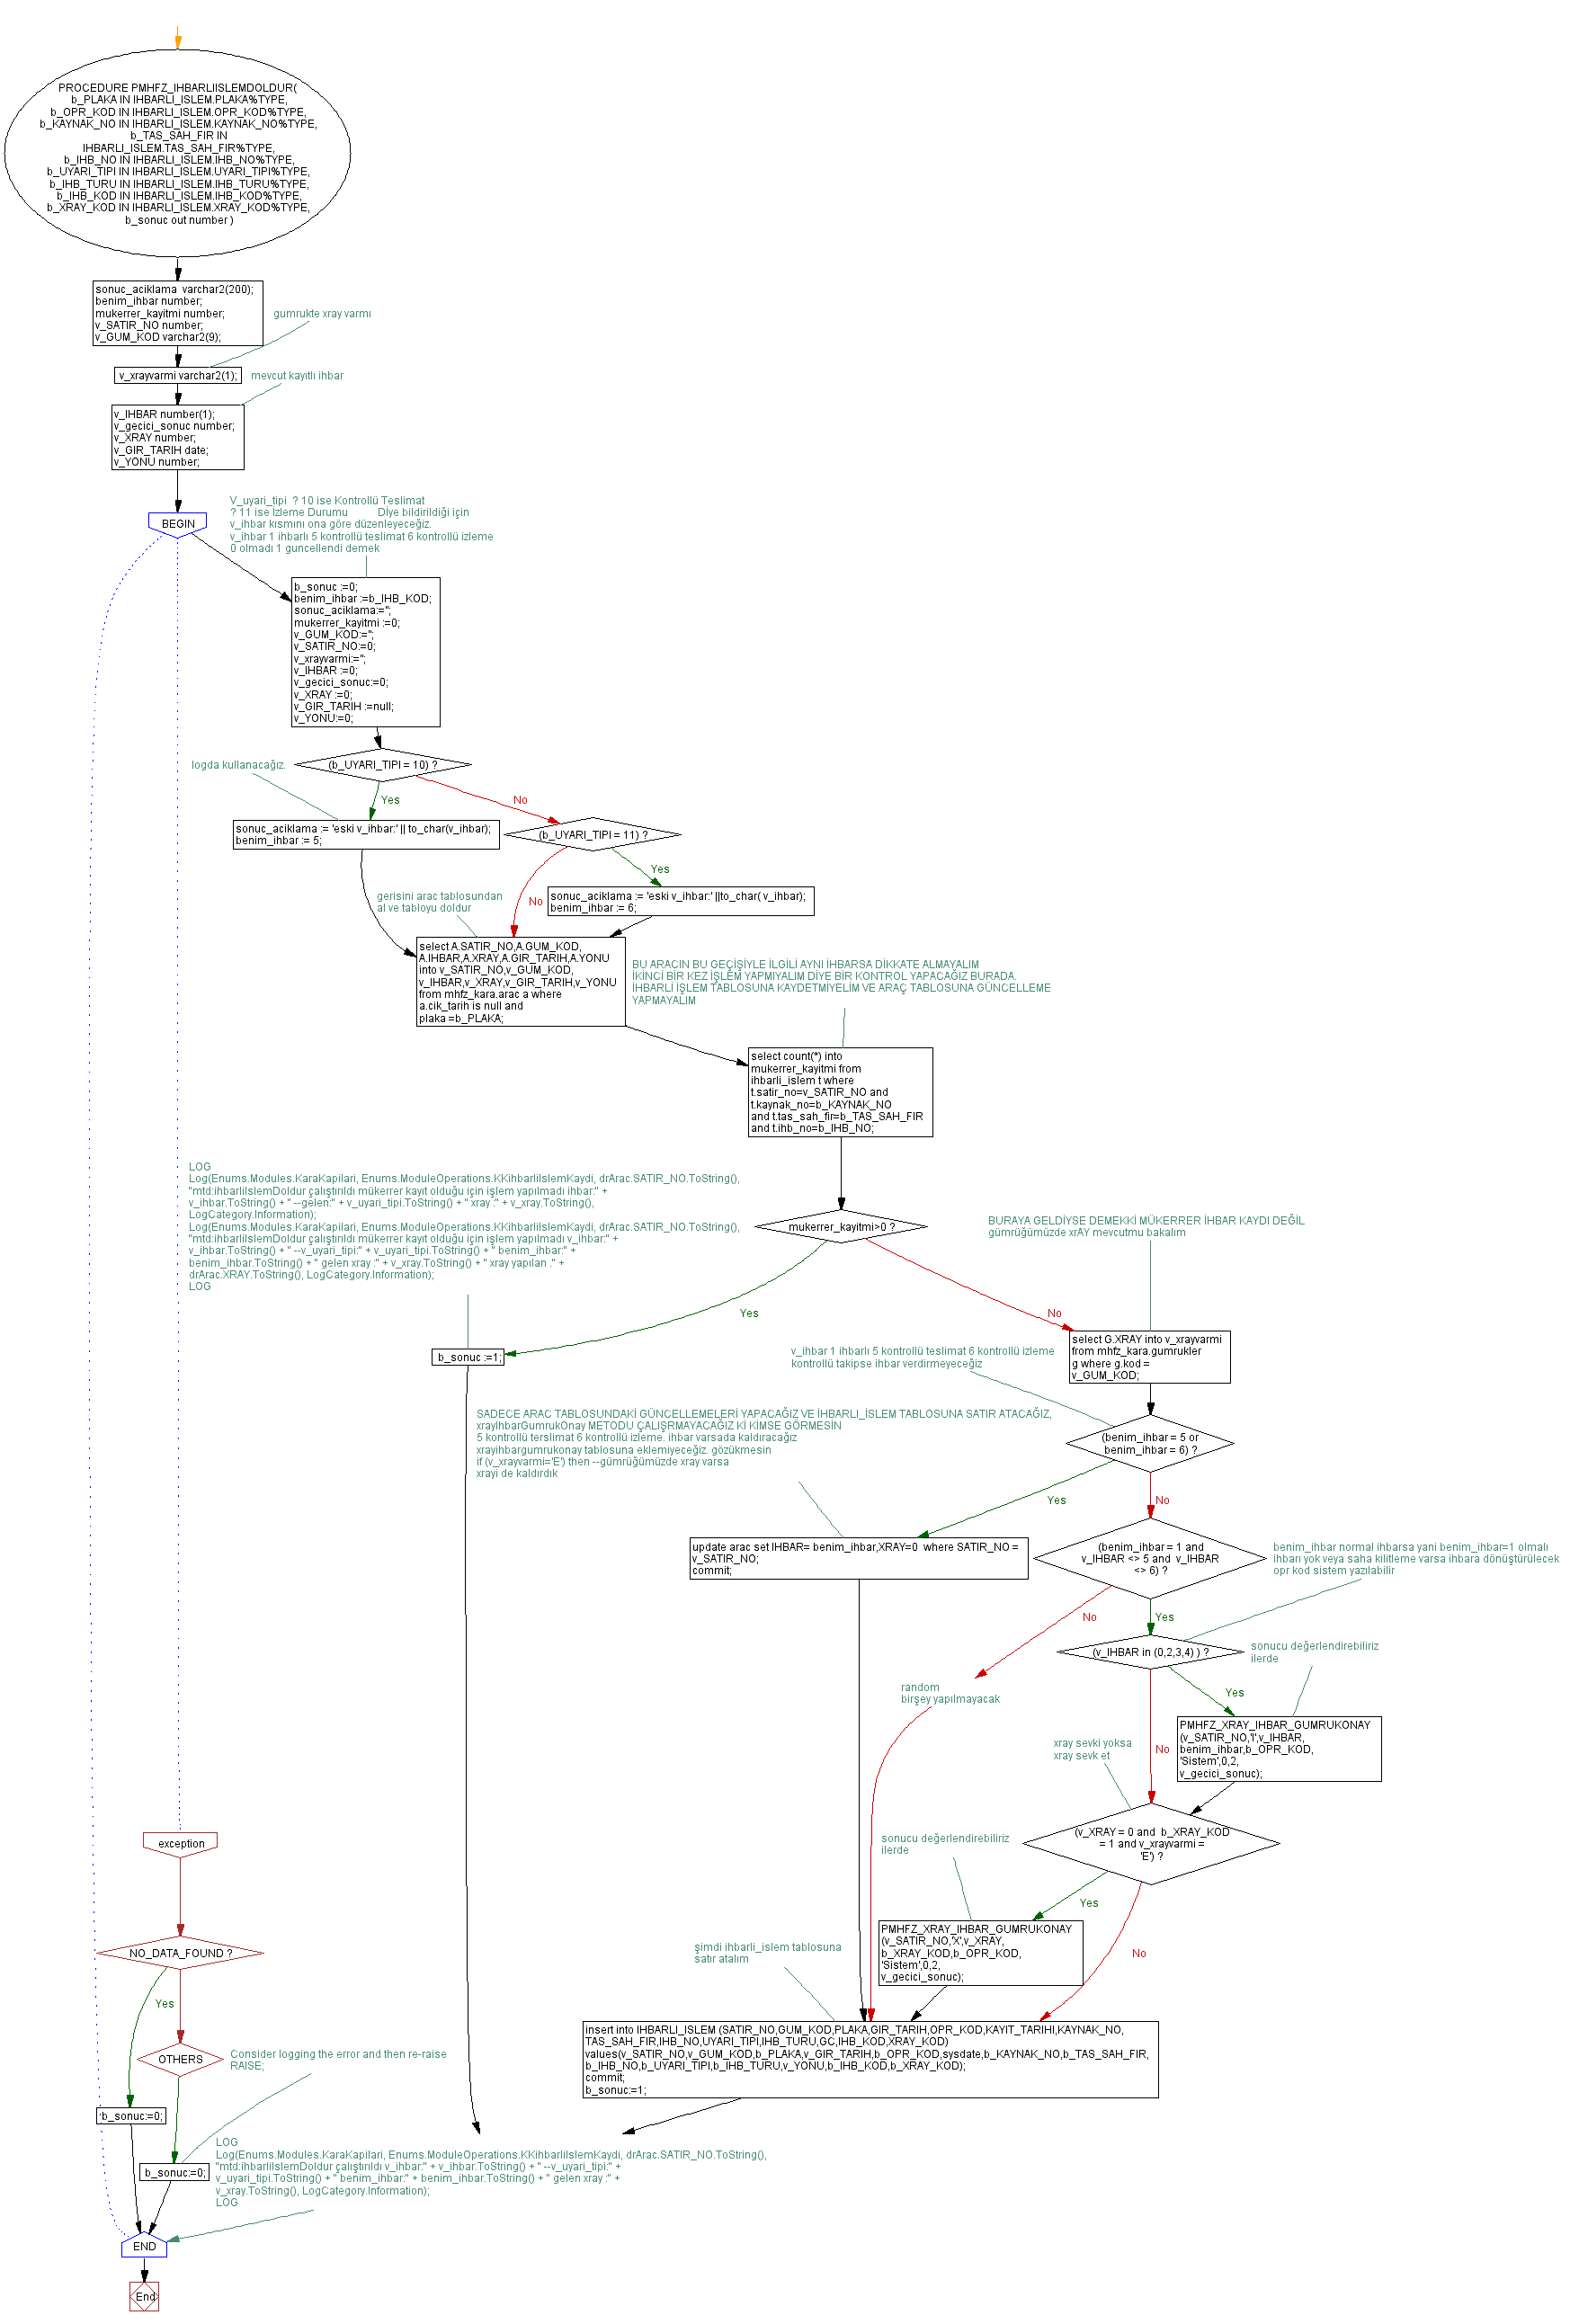 PROCEDURE PMHFZ_IHBARLIISLEMDOLDUR(
b_PLAKA IN IHBARLI_ISLEM.PLAKA%TYPE,
b_OPR_KOD IN IHBARLI_ISLEM.OPR_KOD%TYPE,
b_KAYNAK_NO IN IHBARLI_ISLEM.KAYNAK_NO%TYPE,
b_TAS_SAH_FIR IN
IHBARLI_ISLEM.TAS_SAH_FIR%TYPE,
b_IHB_NO IN IHBARLI_ISLEM.IHB_NO%TYPE,
b_UYARI_TIPI IN IHBARLI_ISLEM.UYARI_TIPI%TYPE,
b_IHB_TURU IN IHBARLI_ISLEM.IHB_TURU%TYPE,
b_IHB_KOD IN IHBARLI_ISLEM.IHB_KOD%TYPE,
b_XRAY_KOD IN IHBARLI_ISLEM.XRAY_KOD%TYPE,
b_sonuc out number )
sonuc_aciklama  varchar2(200);
benim_ihbar number;
mukerrer_kayitmi number;
v_SATIR_NO number;
v_GUM_KOD varchar2(9);
gumrukte xray varmı
v_xrayvarmi varchar2(1);
mevcut kayıtlı ihbar
v_IHBAR number(1);
v_gecici_sonuc number;
v_XRAY number;
v_GIR_TARIH date;
v_YONU number;
BEGIN
V_uyari_tipi  ? 10 ise Kontrollü Teslimat
? 11 ise İzleme Durumu          Dİye bildirildiği için
v_ihbar kısmını ona göre düzenleyeceğiz.
v_ihbar 1 ihbarlı 5 kontrollü teslimat 6 kontrollü izleme
0 olmadı 1 guncellendi demek
b_sonuc :=0;
benim_ihbar :=b_IHB_KOD;
sonuc_aciklama:='';
mukerrer_kayitmi :=0;
v_GUM_KOD:='';
v_SATIR_NO:=0;
v_xrayvarmi:='';
v_IHBAR :=0;
v_gecici_sonuc:=0;
v_XRAY :=0;
v_GIR_TARIH :=null;
v_YONU:=0;
(b_UYARI_TIPI = 10) ?
logda kullanacağız.
Yes
No
sonuc_aciklama := 'eski v_ihbar:' || to_char(v_ihbar);
benim_ihbar := 5;
(b_UYARI_TIPI = 11) ?
Yes
No
sonuc_aciklama := 'eski v_ihbar:' ||to_char( v_ihbar);
benim_ihbar := 6;
gerisini arac tablosundan
al ve tabloyu doldur
select A.SATIR_NO,A.GUM_KOD,
A.IHBAR,A.XRAY,A.GIR_TARIH,A.YONU
into v_SATIR_NO,v_GUM_KOD,
v_IHBAR,v_XRAY,v_GIR_TARIH,v_YONU
from mhfz_kara.arac a where
a.cik_tarih is null and
plaka =b_PLAKA;
BU ARACIN BU GEÇİŞİYLE İLGİLİ AYNI İHBARSA DİKKATE ALMAYALIM
İKİNCİ BİR KEZ İŞLEM YAPMIYALIM DİYE BİR KONTROL YAPACAĞIZ BURADA.
İHBARLİ İŞLEM TABLOSUNA KAYDETMİYELİM VE ARAÇ TABLOSUNA GÜNCELLEME
YAPMAYALIM
select count(*) into
mukerrer_kayitmi from
ihbarli_islem t where
t.satir_no=v_SATIR_NO and
t.kaynak_no=b_KAYNAK_NO
and t.tas_sah_fir=b_TAS_SAH_FIR
and t.ihb_no=b_IHB_NO;
LOG
Log(Enums.Modules.KaraKapilari, Enums.ModuleOperations.KKihbarliIslemKaydi, drArac.SATIR_NO.ToString(),
"mtd:ihbarliIslemDoldur çalıştırıldı mükerrer kayıt olduğu için işlem yapılmadı ihbar:" +
v_ihbar.ToString() + " --gelen:" + v_uyari_tipi.ToString() + " xray :" + v_xray.ToString(),
LogCategory.Information);
Log(Enums.Modules.KaraKapilari, Enums.ModuleOperations.KKihbarliIslemKaydi, drArac.SATIR_NO.ToString(),
"mtd:ihbarliIslemDoldur çalıştırıldı mükerrer kayıt olduğu için işlem yapılmadı v_ihbar:" +
v_ihbar.ToString() + " --v_uyari_tipi:" + v_uyari_tipi.ToString() + " benim_ihbar:" +
benim_ihbar.ToString() + " gelen xray :" + v_xray.ToString() + " xray yapılan ." +
drArac.XRAY.ToString(), LogCategory.Information);
LOG
mukerrer_kayitmi>0 ?
BURAYA GELDİYSE DEMEKKİ MÜKERRER İHBAR KAYDI DEĞİL
gümrüğümüzde xrAY mevcutmu bakalım
Yes
No
b_sonuc :=1;
select G.XRAY into v_xrayvarmi
from mhfz_kara.gumrukler
g where g.kod =
v_GUM_KOD;
v_ihbar 1 ihbarlı 5 kontrollü teslimat 6 kontrollü izleme
kontrollü takipse ihbar verdirmeyeceğiz
SADECE ARAC TABLOSUNDAKİ GÜNCELLEMELERİ YAPACAĞIZ VE İHBARLI_İSLEM TABLOSUNA SATIR ATACAĞIZ,
xrayIhbarGumrukOnay METODU ÇALIŞRMAYACAĞIZ Kİ KİMSE GÖRMESİN
5 kontrollü terslimat 6 kontrollü izleme. ihbar varsada kaldıracağız
xrayihbargumrukonay tablosuna eklemiyeceğiz. gözükmesin
if (v_xrayvarmi='E') then --gümrüğümüzde xray varsa
xrayi de kaldırdık
(benim_ihbar = 5 or
benim_ihbar = 6) ?
Yes
No
update arac set IHBAR= benim_ihbar,XRAY=0  where SATIR_NO =
v_SATIR_NO;
commit;
(benim_ihbar = 1 and
v_IHBAR <> 5 and  v_IHBAR
<> 6) ?
benim_ihbar normal ihbarsa yani benim_ihbar=1 olmalı
ihbarı yok veya saha kilitleme varsa ihbara dönüştürülecek
opr kod sistem yazılabilir
No
Yes
(v_IHBAR in (0,2,3,4) ) ?
sonucu değerlendirebiliriz
ilerde
random
birşey yapılmayacak
Yes
No
PMHFZ_XRAY_IHBAR_GUMRUKONAY
(v_SATIR_NO,'I',v_IHBAR,
benim_ihbar,b_OPR_KOD,
'Sistem',0,2,
v_gecici_sonuc);
xray sevki yoksa
xray sevk et
(v_XRAY = 0 and  b_XRAY_KOD
= 1 and v_xrayvarmi =
'E') ?
sonucu değerlendirebiliriz
ilerde
Yes
No
PMHFZ_XRAY_IHBAR_GUMRUKONAY
(v_SATIR_NO,'X',v_XRAY,
b_XRAY_KOD,b_OPR_KOD,
'Sistem',0,2,
v_gecici_sonuc);
şimdi ihbarli_islem tablosuna
satır atalım
insert into IHBARLI_ISLEM (SATIR_NO,GUM_KOD,PLAKA,GIR_TARIH,OPR_KOD,KAYIT_TARIHI,KAYNAK_NO,
TAS_SAH_FIR,IHB_NO,UYARI_TIPI,IHB_TURU,GC,IHB_KOD,XRAY_KOD)
values(v_SATIR_NO,v_GUM_KOD,b_PLAKA,v_GIR_TARIH,b_OPR_KOD,sysdate,b_KAYNAK_NO,b_TAS_SAH_FIR,
b_IHB_NO,b_UYARI_TIPI,b_IHB_TURU,v_YONU,b_IHB_KOD,b_XRAY_KOD);
commit;
b_sonuc:=1;
exception
NO_DATA_FOUND ?
Yes
OTHERS
Consider logging the error and then re-raise
RAISE;
b_sonuc:=0;
b_sonuc:=0;
LOG
Log(Enums.Modules.KaraKapilari, Enums.ModuleOperations.KKihbarliIslemKaydi, drArac.SATIR_NO.ToString(),
"mtd:ihbarliIslemDoldur çalıştırıldı v_ihbar:" + v_ihbar.ToString() + " --v_uyari_tipi:" +
v_uyari_tipi.ToString() + " benim_ihbar:" + benim_ihbar.ToString() + " gelen xray :" +
v_xray.ToString(), LogCategory.Information);
LOG
END
End